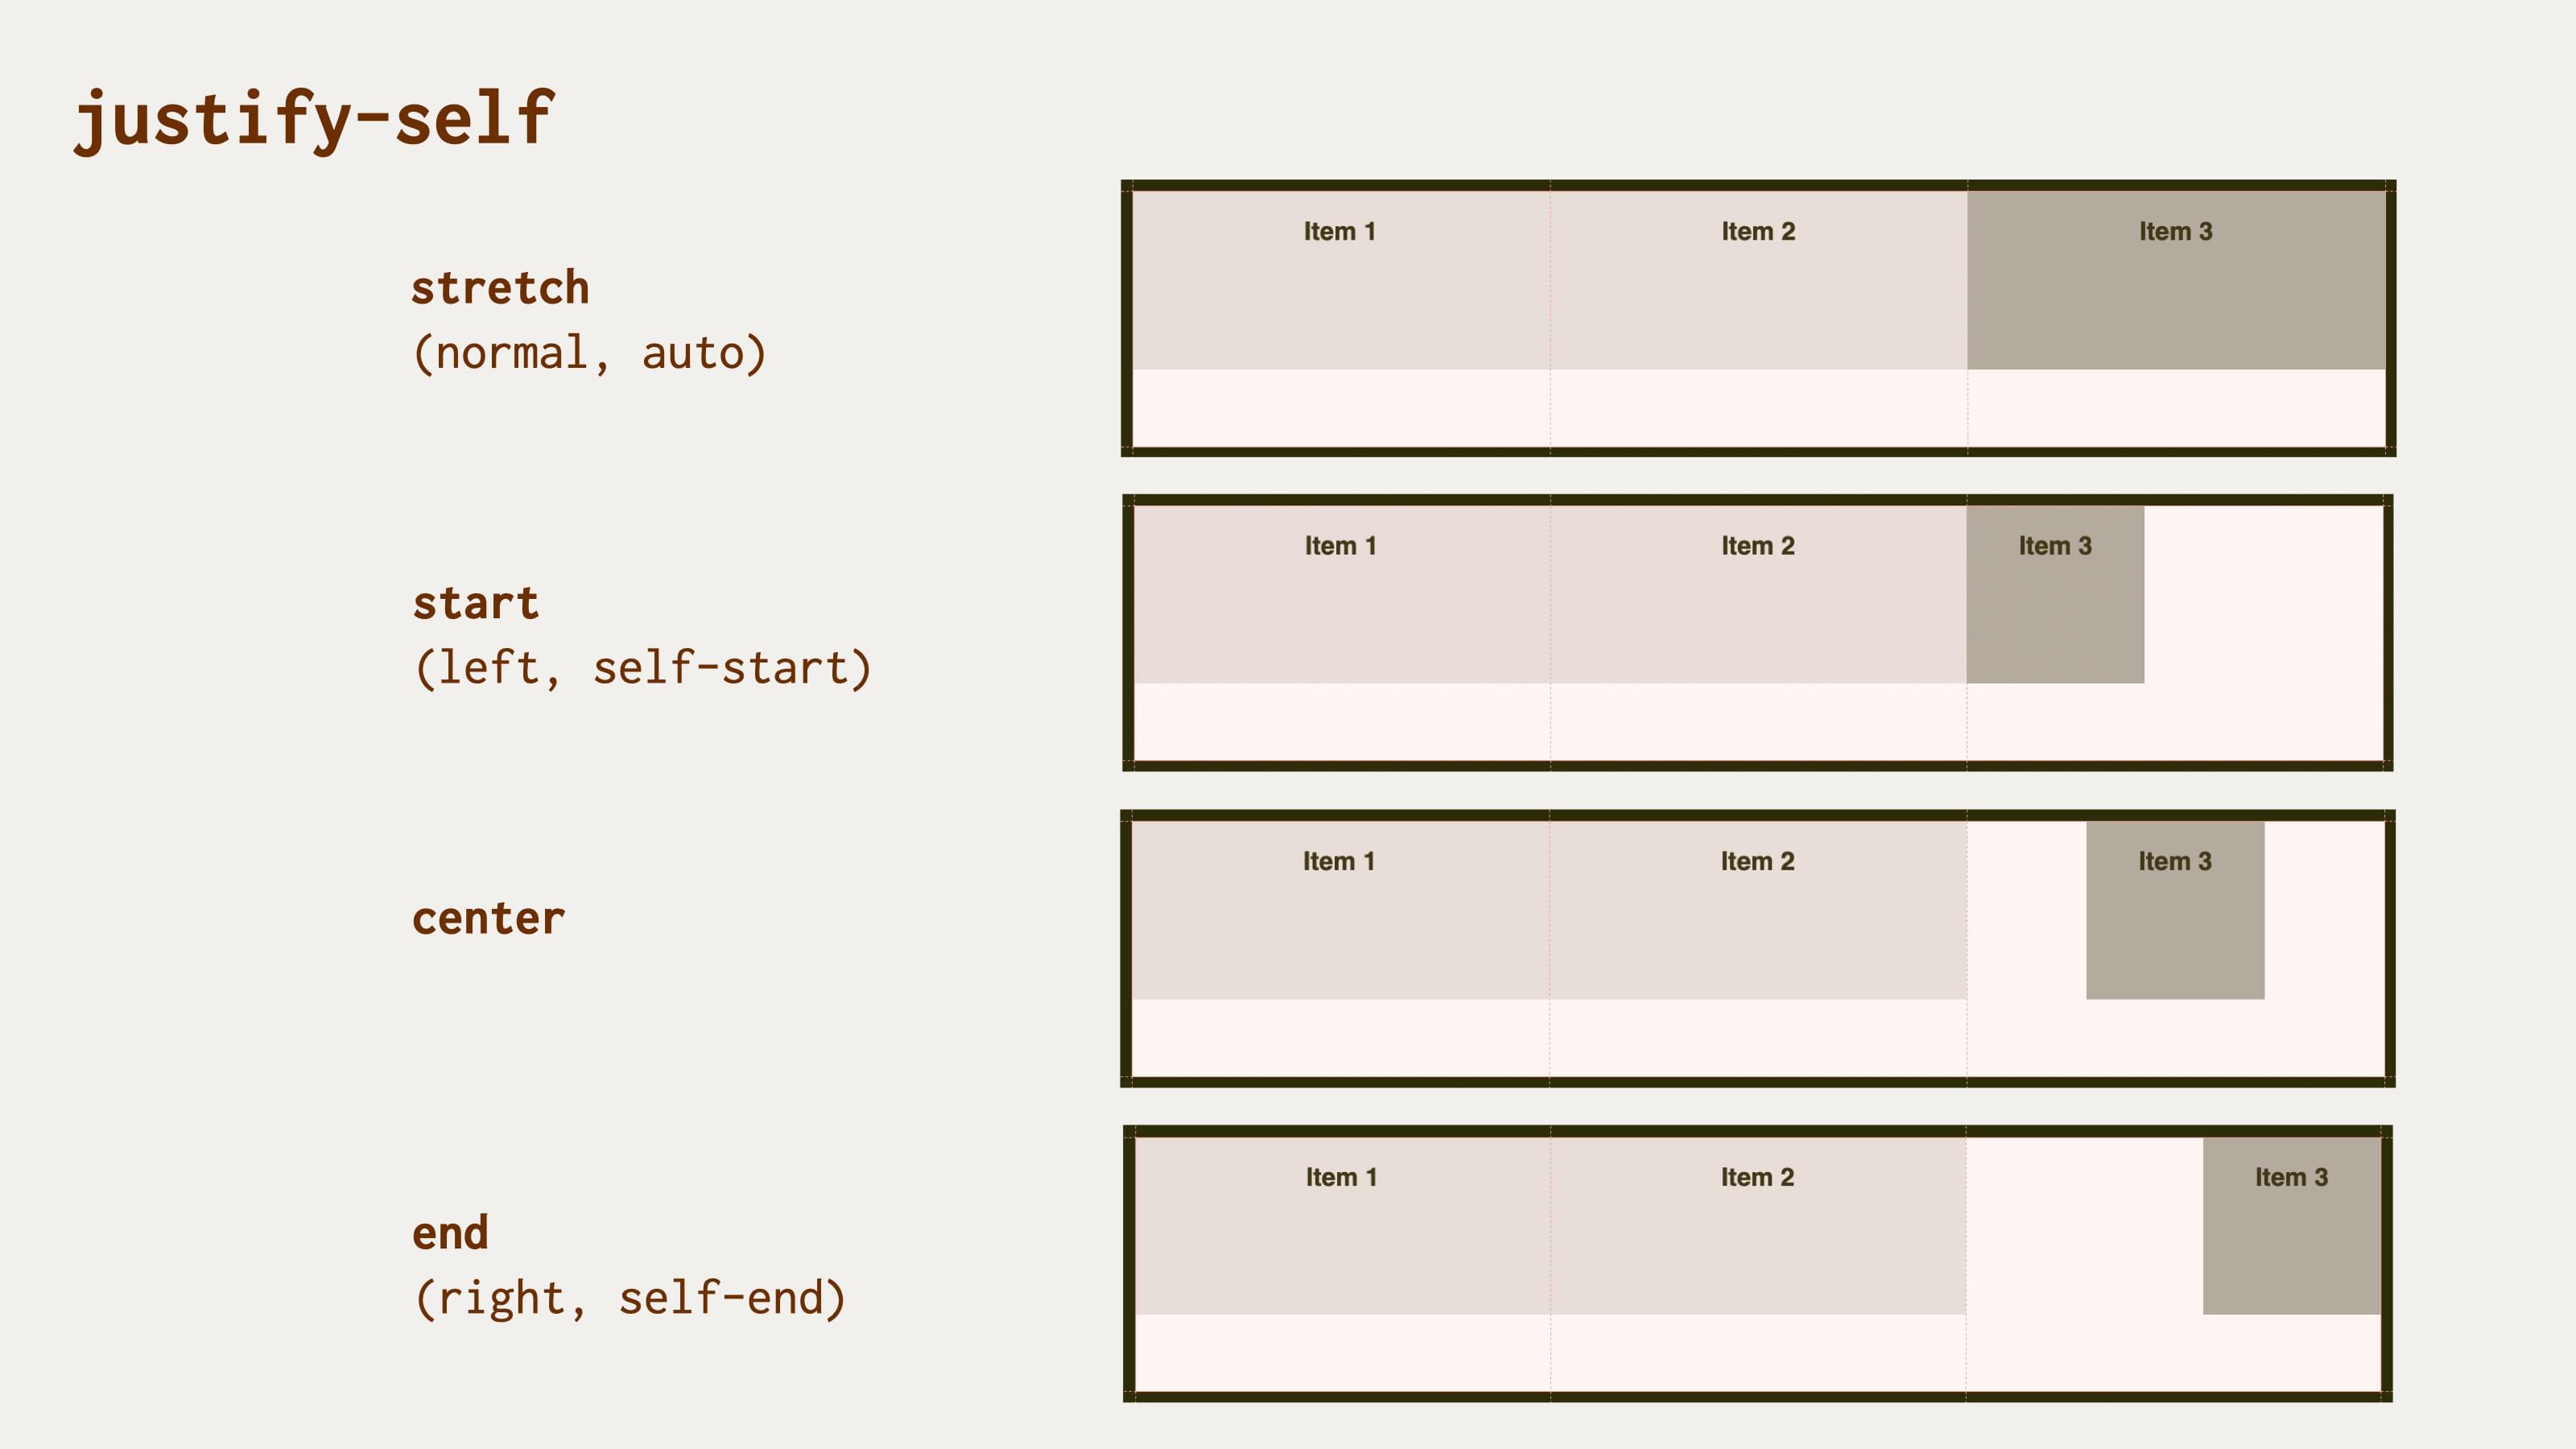 justify-self
stretch
(normal, auto)
Item 1 Item 2 Item 3
start
(left, self-start)
Item 1 Item 2 Item 3
center
Item 1 Item 2 Item 3
end
(right, self-end)
Item 1 Item 2 Item 3